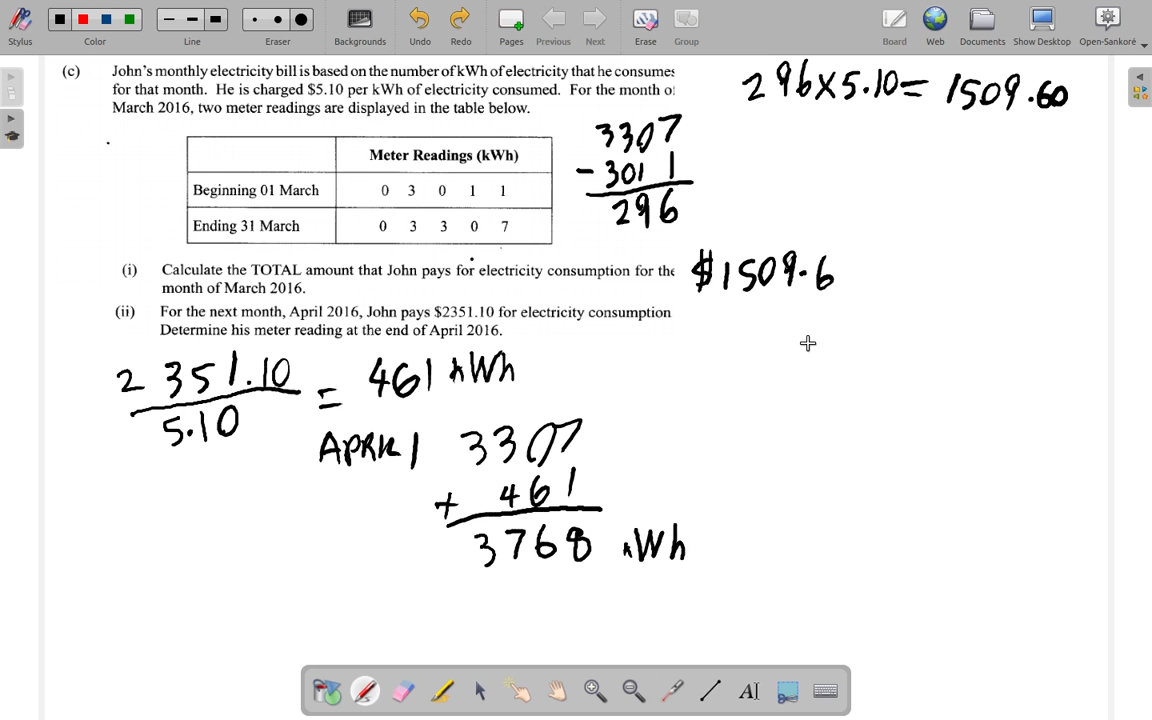 Stylus Color Line Eraser Backgrounds Undo Redo Pages Previous Next Erase Group Board Web Documents Show Desktop Open-Sankoré
(c) John's monthly electricity bill is based on the number of kWh of electricity that he consumes
for that month. He is charged $5.10 per kWh of electricity consumed. For the month o
March 2016, two meter readings are displayed in the table below.
Meter Readings (kWh)
Beginning 01 March 0 3 0 1 1
Ending 31 March 0 3 3 0 7
296×5.10= 1509.60
3307
- 3011
296
(i) Calculate the TOTAL amount that John pays for electricity consumption for the
month of March 2016.
$1509.6
(ii) For the next month, April 2016, John pays $2351.10 for electricity consumption
Determine his meter reading at the end of April 2016.
2351.10
5.10
= 461 kWh
APRIL 3307
+ 461
3768 kWh
AI